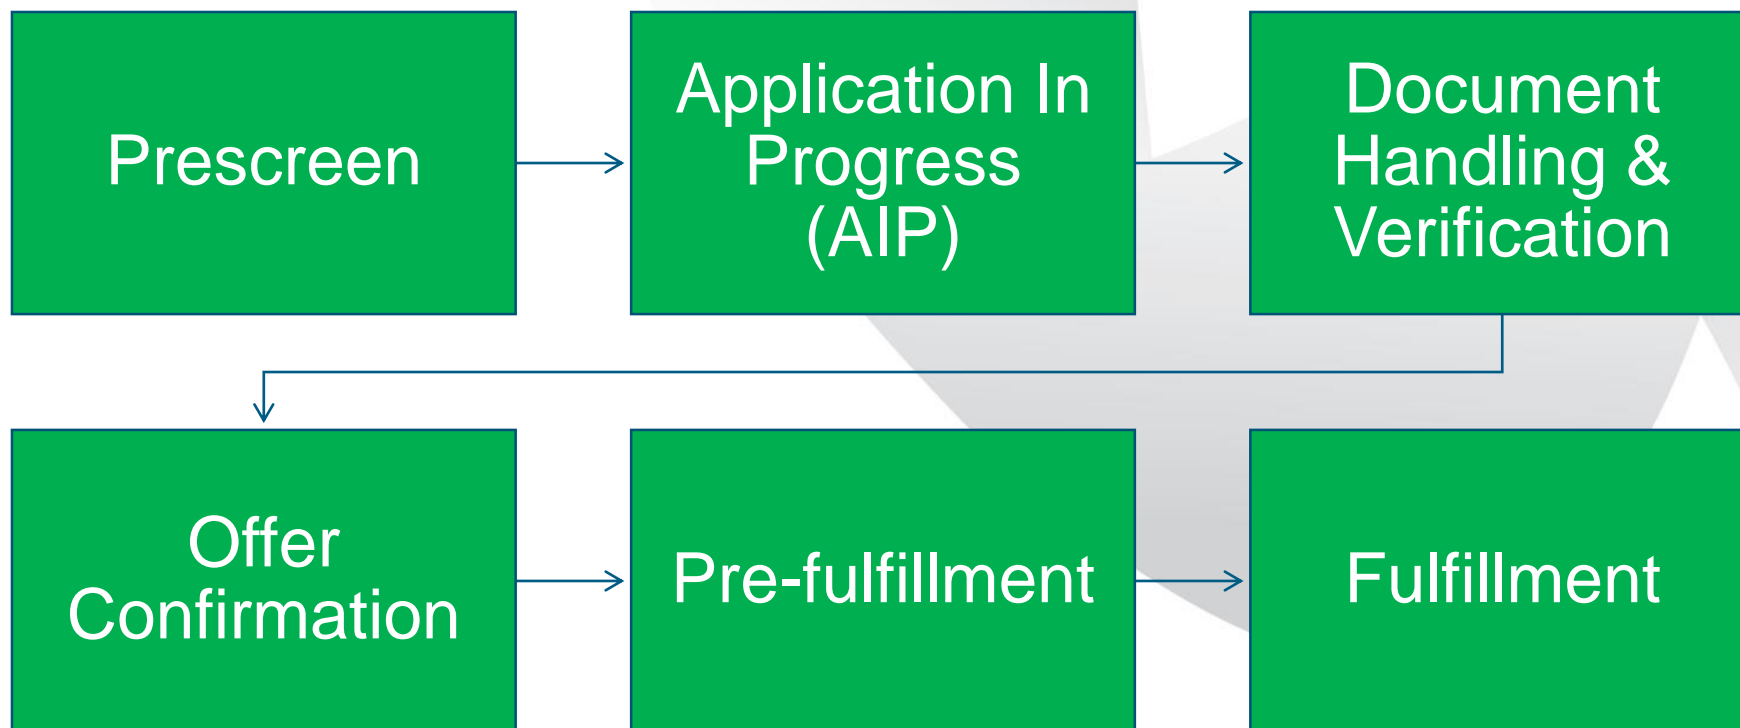 Prescreen
Application In
Progress
(AIP)
Document
Handling &
Verification
Offer
Confirmation
Pre-fulfillment
Fulfillment